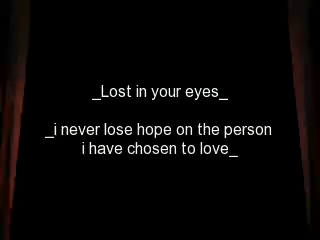 _Lost in your eyes_
_i never lose hope on the person
i have chosen to love_